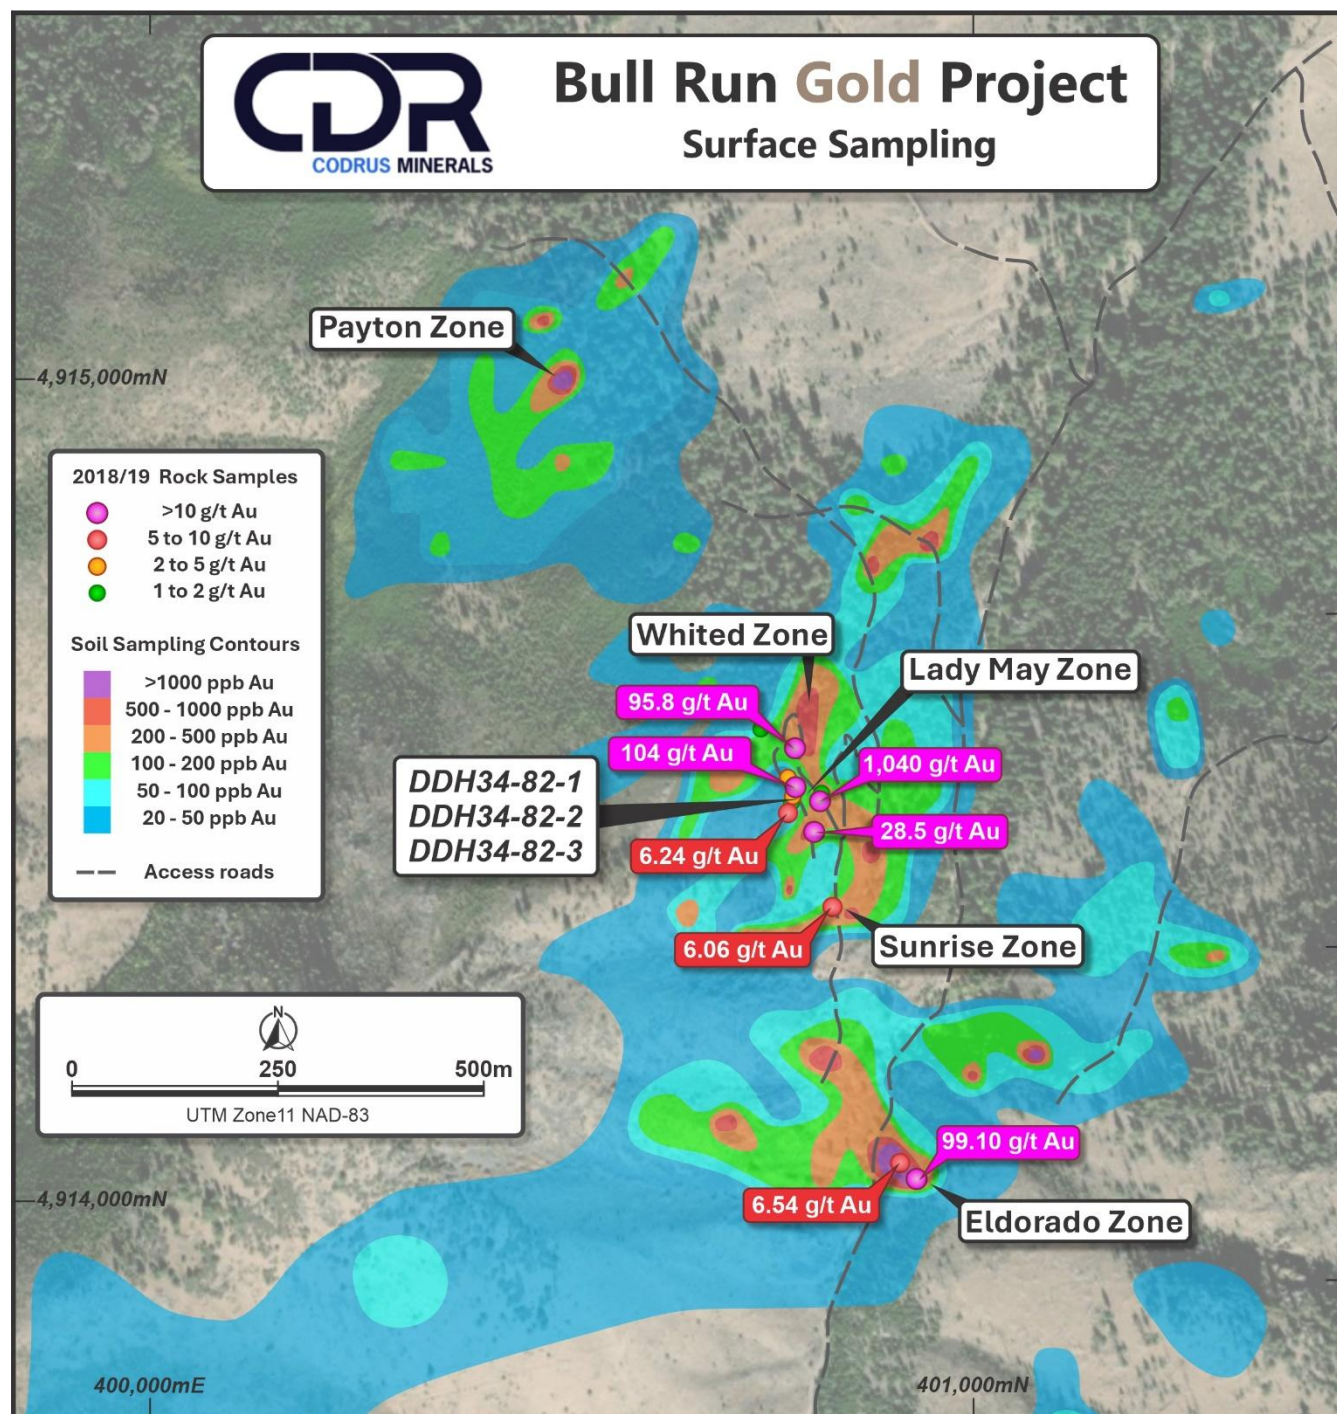 CDR
CODRUS MINERALS
Bull Run Gold Project
Surface Sampling
Payton Zone
4,915,000mN
2018/19 Rock Samples
>10 g/t Au
5 to 10 g/t Au
2 to 5 g/t Au
1 to 2 g/t Au
Soil Sampling Contours
>1000 ppb Au
500 - 1000 ppb Au
200 - 500 ppb Au
100 - 200 ppb Au
50 - 100 ppb Au
20 - 50 ppb Au
Access roads
Whited Zone
Lady May Zone
95.8 g/t Au
104 g/t Au
1,040 g/t Au
DDH34-82-1
DDH34-82-2
DDH34-82-3
28.5 g/t Au
6.24 g/t Au
6.06 g/t Au
Sunrise Zone
N
0 250 500m
UTM Zone11 NAD-83
99.10 g/t Au
6.54 g/t Au
4,914,000mN
Eldorado Zone
400,000mE
401,000mN